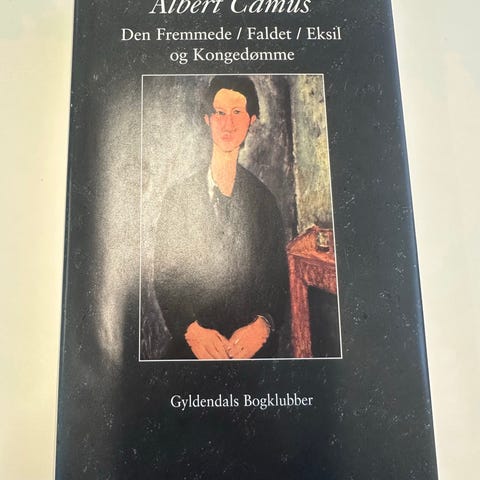 Albert Camus
Den Fremmede / Faldet / Eksil
og Kongedømme
Gyldendals Bogklubber